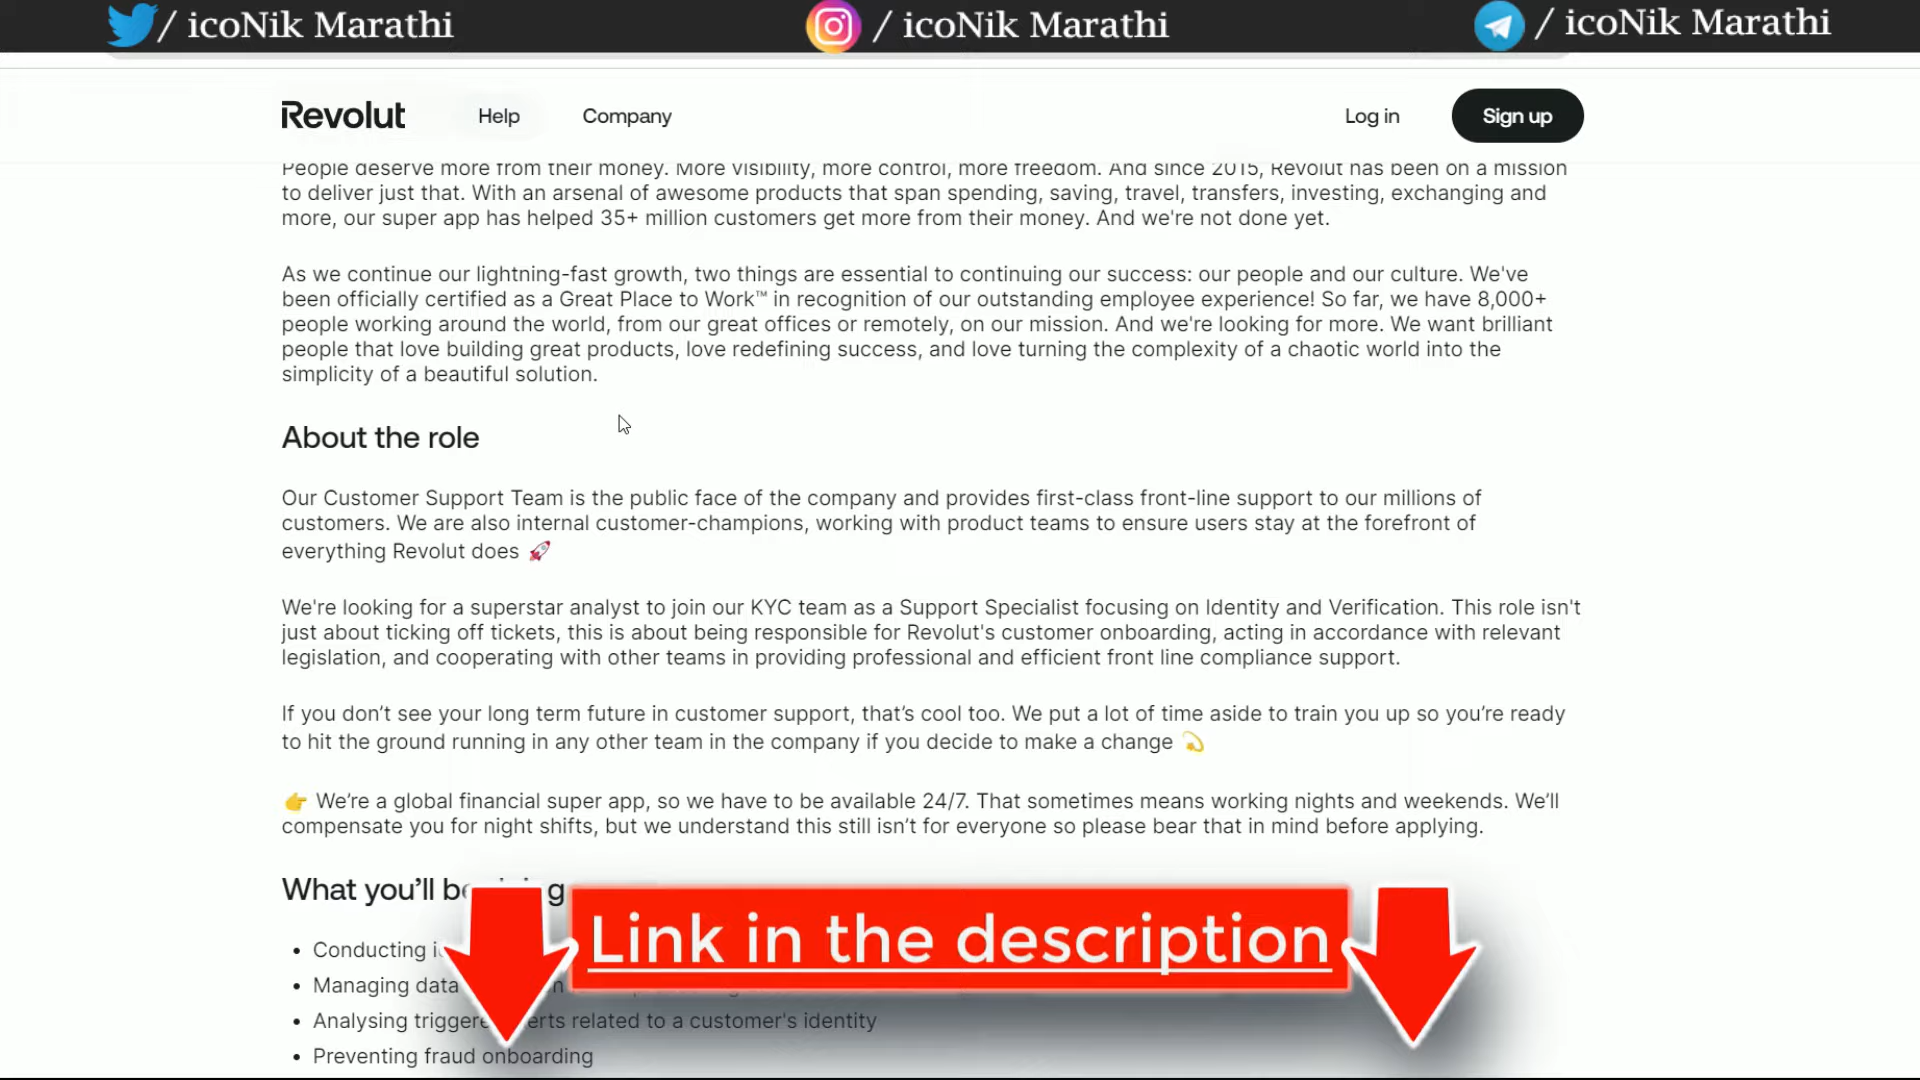 / icoNik Marathi
/ icoNik Marathi
/ icoNik Marathi
Revolut
Help
Company
Log in
Sign up
People deserve more from their money. More visibility, more control, more freedom. And since 2015, Revolut has been on a mission
to deliver just that. With an arsenal of awesome products that span spending, saving, travel, transfers, investing, exchanging and
more, our super app has helped 35+ million customers get more from their money. And we're not done yet.
As we continue our lightning-fast growth, two things are essential to continuing our success: our people and our culture. We've
been officially certified as a Great Place to Work™ in recognition of our outstanding employee experience! So far, we have 8,000+
people working around the world, from our great offices or remotely, on our mission. And we're looking for more. We want brilliant
people that love building great products, love redefining success, and love turning the complexity of a chaotic world into the
simplicity of a beautiful solution.
About the role
Our Customer Support Team is the public face of the company and provides first-class front-line support to our millions of
customers. We are also internal customer-champions, working with product teams to ensure users stay at the forefront of
everything Revolut does 🚀
We're looking for a superstar analyst to join our KYC team as a Support Specialist focusing on Identity and Verification. This role isn't
just about ticking off tickets, this is about being responsible for Revolut's customer onboarding, acting in accordance with relevant
legislation, and cooperating with other teams in providing professional and efficient front line compliance support.
If you don’t see your long term future in customer support, that’s cool too. We put a lot of time aside to train you up so you’re ready
to hit the ground running in any other team in the company if you decide to make a change 💫
👉 We’re a global financial super app, so we have to be available 24/7. That sometimes means working nights and weekends. We’ll
compensate you for night shifts, but we understand this still isn’t for everyone so please bear that in mind before applying.
What you’ll
Link in the description
• Conducting
• Managing data
• Analysing related to a customer's identity
• Preventing fraud onboarding